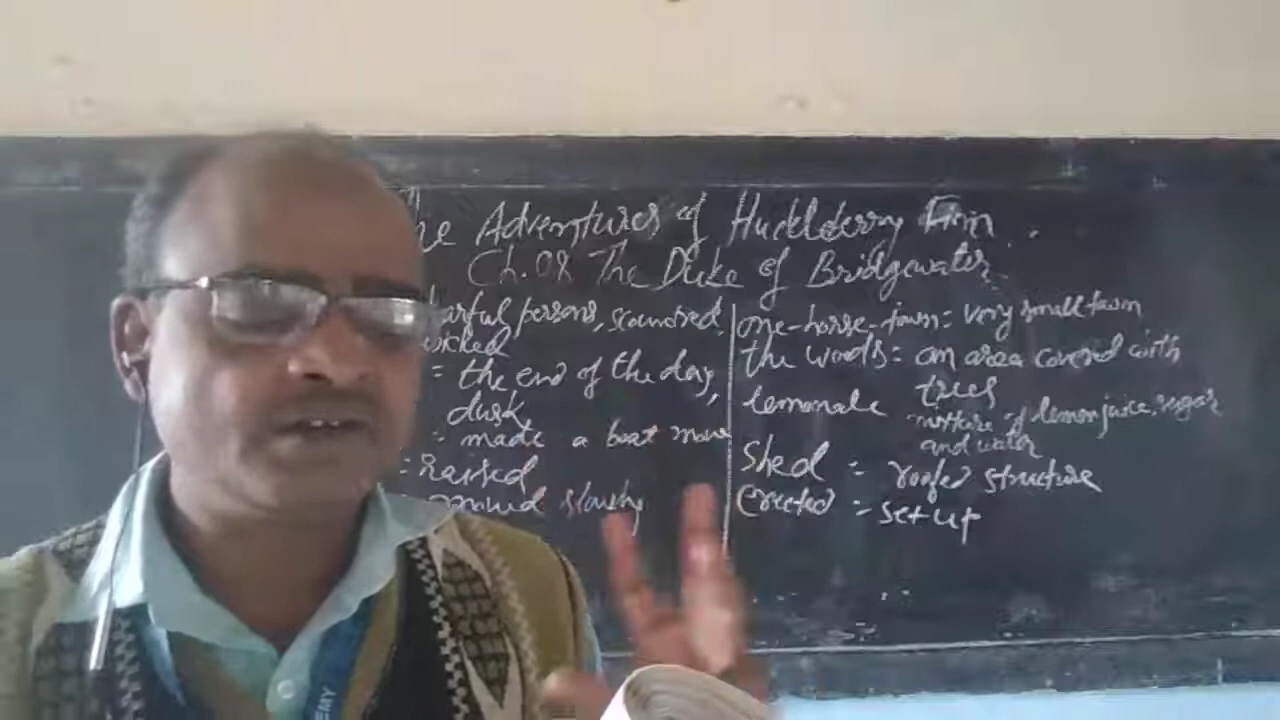 he Adventures of Huckleberry Finn
Ch. 08 The Duke of Bridgewater
arful persons, scoundrel,
wicked
= the end of the day,
dusk
= made a boat move
= raised
moved slowly
one-horse-town = very small town
the woods = an area covered with
trees
lemonade mixture of lemon juice, sugar
and water
Shed = roofed structure
Erected = set up
EMY